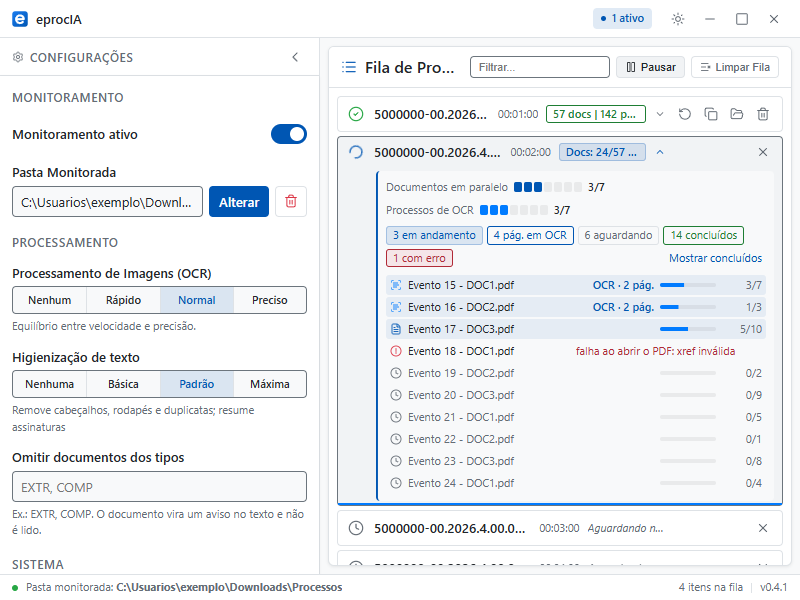 eprocIA
1 ativo
CONFIGURAÇÕES
MONITORAMENTO
Monitoramento ativo
Pasta Monitorada
C:\Usuarios\exemplo\Downl...
Alterar
PROCESSAMENTO
Processamento de Imagens (OCR)
Nenhum Rápido Normal Preciso
Equilíbrio entre velocidade e precisão.
Higienização de texto
Nenhuma Básica Padrão Máxima
Remove cabeçalhos, rodapés e duplicatas; resume
assinaturas
Omitir documentos dos tipos
EXTR, COMP
Ex.: EXTR, COMP. O documento vira um aviso no texto e não
é lido.
SISTEMA
Fila de Pro... Filtrar... Pausar Limpar Fila
5000000-00.2026... 00:01:00 57 docs | 142 p...
5000000-00.2026.4.... 00:02:00 Docs: 24/57 ...
Documentos em paralelo 3/7
Processos de OCR 3/7
3 em andamento 4 pág. em OCR 6 aguardando 14 concluídos
1 com erro Mostrar concluídos
Evento 15 - DOC1.pdf OCR · 2 pág. 3/7
Evento 16 - DOC2.pdf OCR · 2 pág. 1/3
Evento 17 - DOC3.pdf 5/10
Evento 18 - DOC1.pdf falha ao abrir o PDF: xref inválida
Evento 19 - DOC2.pdf 0/2
Evento 20 - DOC3.pdf 0/9
Evento 21 - DOC1.pdf 0/5
Evento 22 - DOC2.pdf 0/1
Evento 23 - DOC3.pdf 0/8
Evento 24 - DOC1.pdf 0/4
5000000-00.2026.4.00.0... 00:03:00 Aguardando n...
Pasta monitorada: C:\Usuarios\exemplo\Downloads\Processos
4 itens na fila | v0.4.1